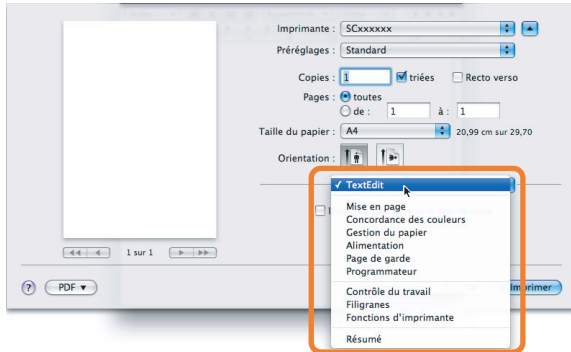 Imprimante : SCxxxxxx
Préréglages : Standard
Copies : 1 triées Recto verso
Pages : toutes
de : 1 à : 1
Taille du papier : A4 20,99 cm sur 29,70
Orientation :
✓ TextEdit
Mise en page
Concordance des couleurs
Gestion du papier
Alimentation
Page de garde
Programmateur
Contrôle du travail
Filigranes
Fonctions d'imprimante
Résumé
1 sur 1
? PDF ▼ Imprimer